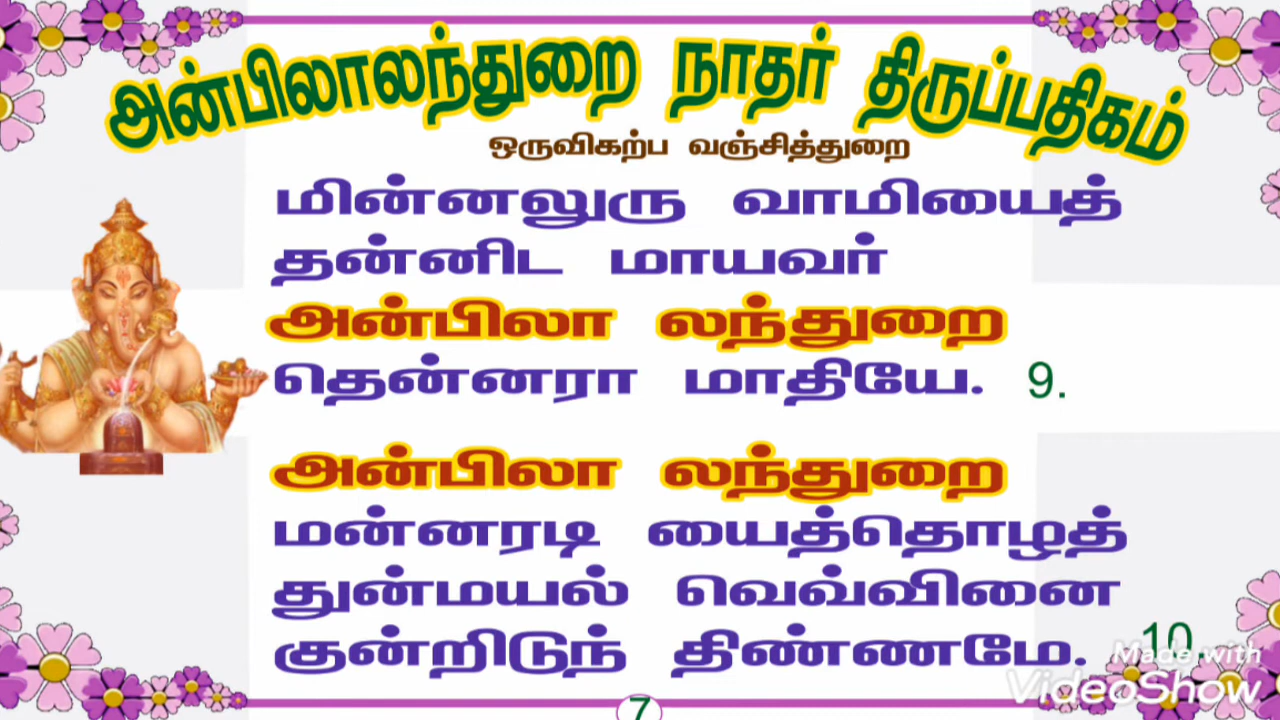 அன்பிலாலந்துறை நாதர் திருப்பதிகம்
ஒருவிகற்ப வஞ்சித்துறை
மின்னலுரு வாமியைத்
தன்னிட மாயவர்
அன்பிலா லந்துறை
தென்னரா மாதியே. 9.
அன்பிலா லந்துறை
மன்னரடி யைத்தொழத்
துன்மயல் வெவ்வினை
குன்றிடுந் திண்ணமே. 10.
Made with
VideoShow
7